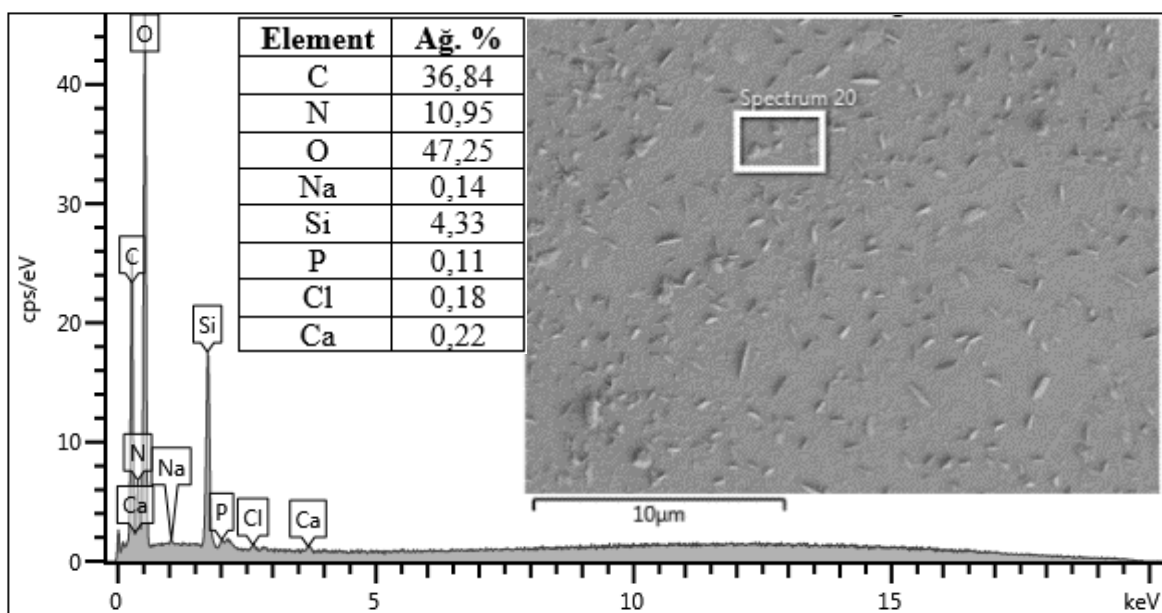 Element Ağ. %
C 36,84
N 10,95
O 47,25
Na 0,14
Si 4,33
P 0,11
Cl 0,18
Ca 0,22
Spectrum 20
10µm
cps/eV
40
30
20
10
0
O
C
Si
N
Na
Ca
P
Cl
Ca
0 5 10 15 keV